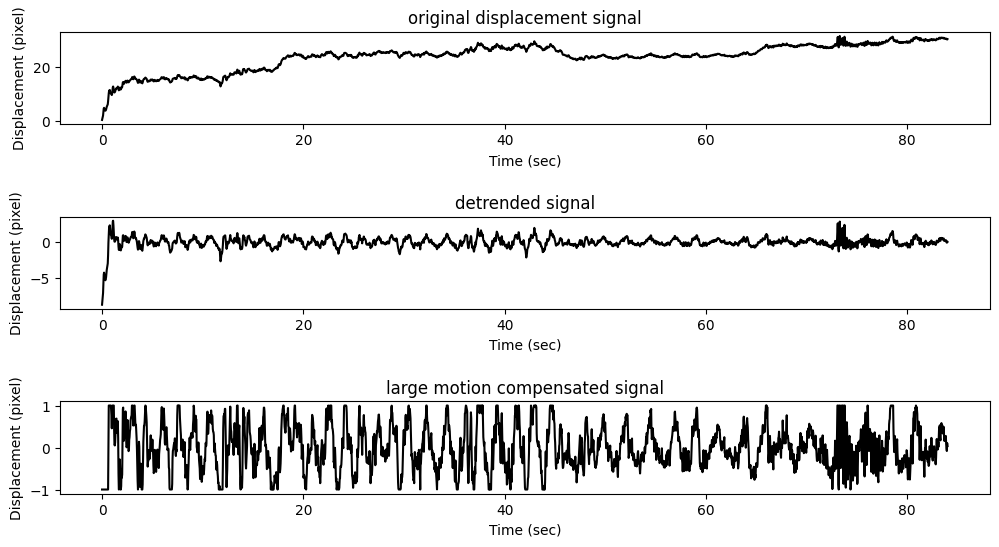 original displacement signal
Displacement (pixel)
20
0
0 20 40 60 80
Time (sec)
detrended signal
Displacement (pixel)
0
−5
0 20 40 60 80
Time (sec)
large motion compensated signal
Displacement (pixel)
1
0
−1
0 20 40 60 80
Time (sec)